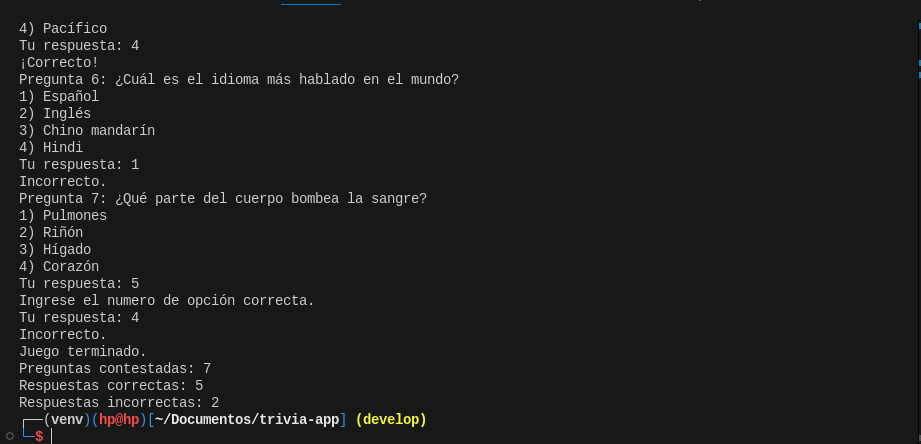 4) Pacífico
Tu respuesta: 4
¡Correcto!
Pregunta 6: ¿Cuál es el idioma más hablado en el mundo?
1) Español
2) Inglés
3) Chino mandarín
4) Hindi
Tu respuesta: 1
Incorrecto.
Pregunta 7: ¿Qué parte del cuerpo bombea la sangre?
1) Pulmones
2) Riñón
3) Hígado
4) Corazón
Tu respuesta: 5
Ingrese el numero de opción correcta.
Tu respuesta: 4
Incorrecto.
Juego terminado.
Preguntas contestadas: 7
Respuestas correctas: 5
Respuestas incorrectas: 2
┌──(venv)(hp@hp)[~/Documentos/trivia-app] (develop)
└─$